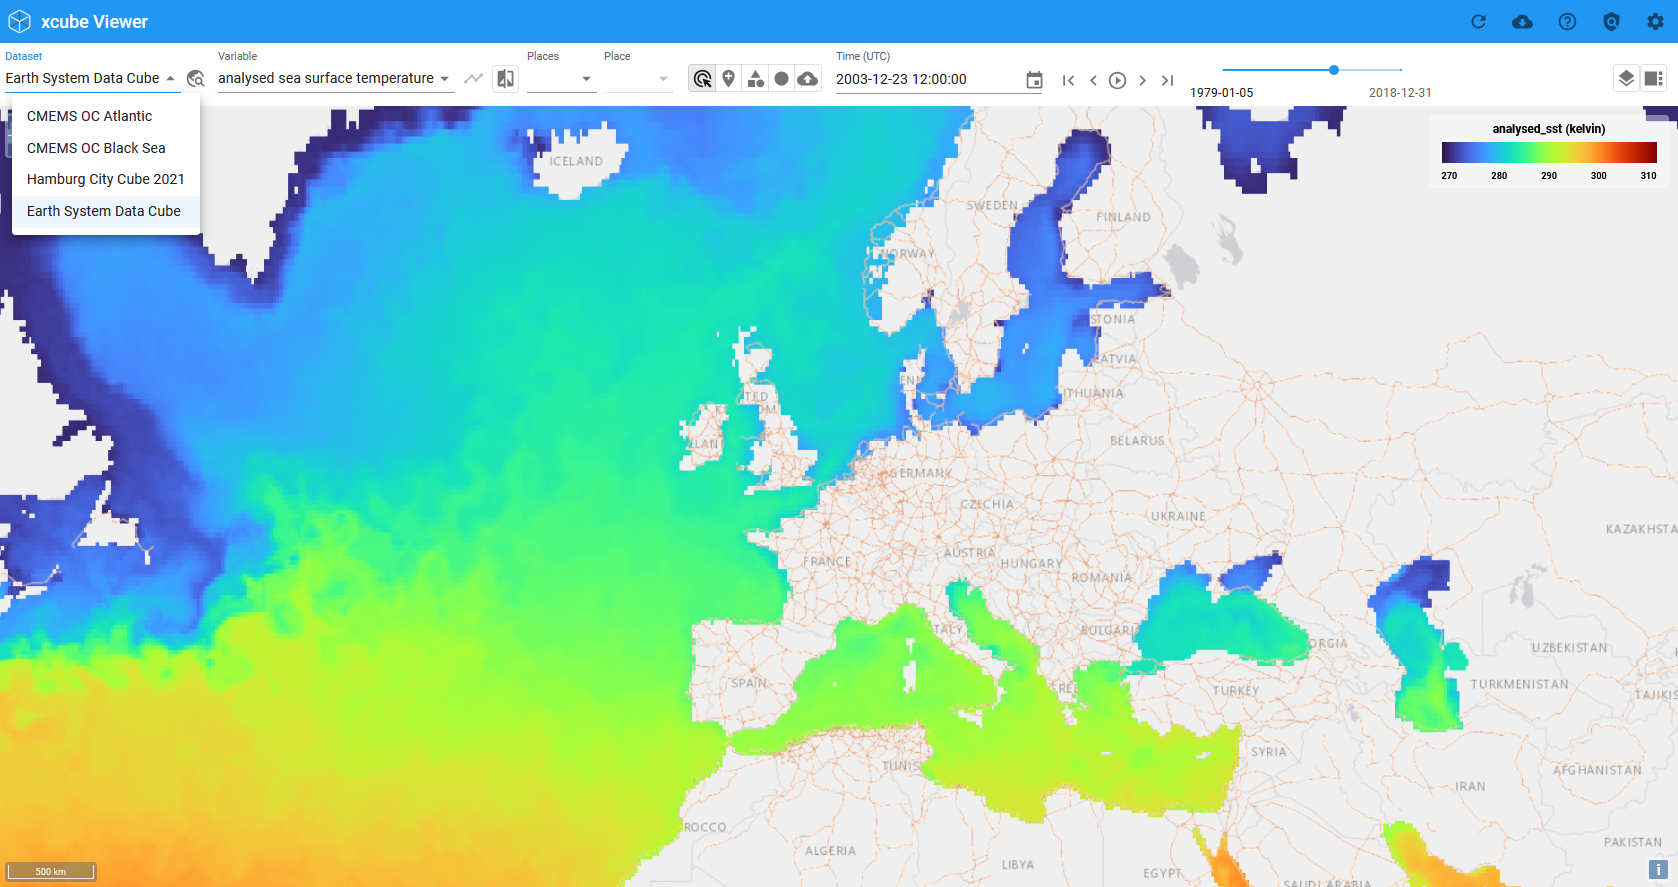 xcube Viewer
Dataset
Variable
Places
Place
Time (UTC)
Earth System Data Cube
analysed sea surface temperature
2003-12-23 12:00:00
1979-01-05
2018-12-31
CMEMS OC Atlantic
CMEMS OC Black Sea
Hamburg City Cube 2021
Earth System Data Cube
analysed_sst (kelvin)
270 280 290 300 310
ICELAND
SWEDEN
FINLAND
NORWAY
STONIA
ATVIA
ITHUANIA
BELARUS
GERMANY
CZECHIA
UKRAINE
KAZAKHSTA
AUSTRIA
FRANCE
HUNGARY
ROMANIA
ITALY
BULGARI
ORGIA
UZBEKISTAN
SPAIN
TURKEY
TURKMENISTAN
TAJIKIS
SYRIA
TUNIS
AFGHANISTAN
IRAN
ROCCO
ALGERIA
LIBYA
EGYPT
PAKISTAN
SAUDI ARABIA
500 km
i